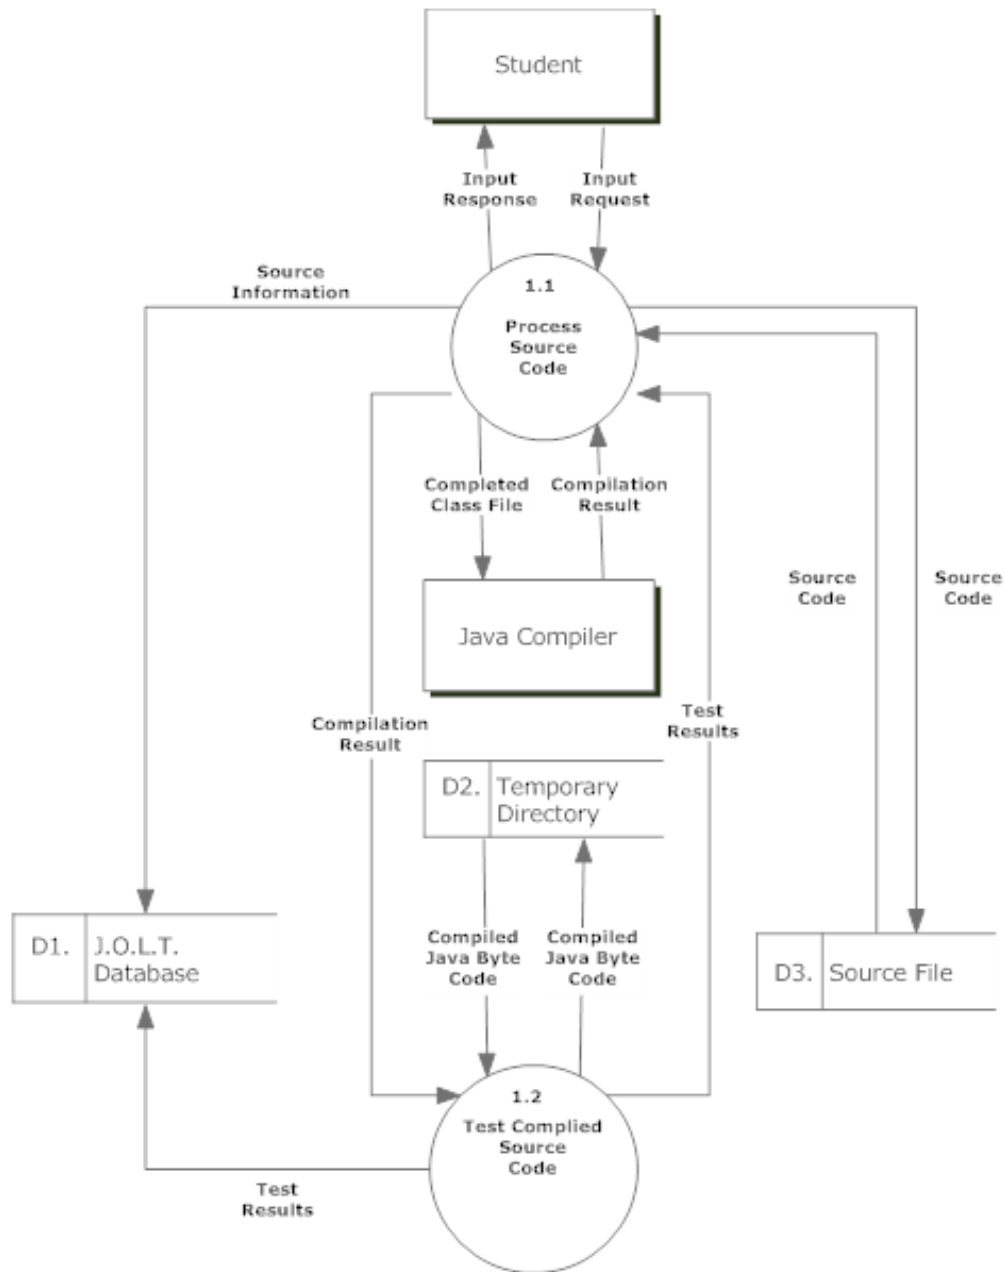 Student
Input
Response
Input
Request
Source
Information
1.1
Process
Source
Code
Completed
Class File
Compilation
Result
Source
Code
Source
Code
Java Compiler
Compilation
Result
Test
Results
D2.
Temporary
Directory
D1.
J.O.L.T.
Database
Compiled
Java Byte
Code
Compiled
Java Byte
Code
D3.
Source File
1.2
Test Complied
Source
Code
Test
Results